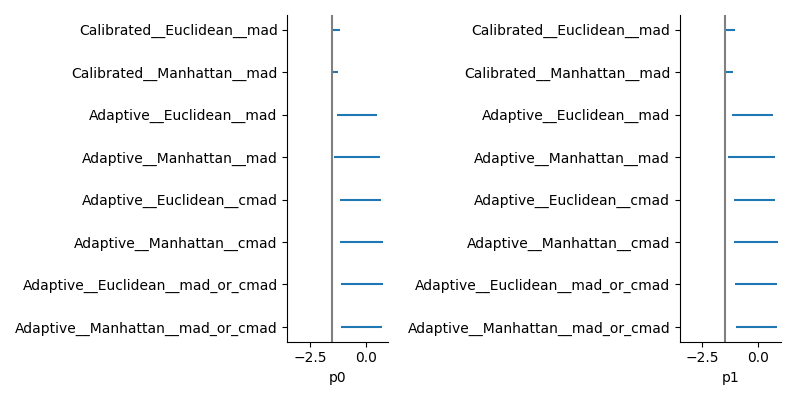 Calibrated__Euclidean__mad
Calibrated__Manhattan__mad
Adaptive__Euclidean__mad
Adaptive__Manhattan__mad
Adaptive__Euclidean__cmad
Adaptive__Manhattan__cmad
Adaptive__Euclidean__mad_or_cmad
Adaptive__Manhattan__mad_or_cmad
−2.5 0.0
p0
Calibrated__Euclidean__mad
Calibrated__Manhattan__mad
Adaptive__Euclidean__mad
Adaptive__Manhattan__mad
Adaptive__Euclidean__cmad
Adaptive__Manhattan__cmad
Adaptive__Euclidean__mad_or_cmad
Adaptive__Manhattan__mad_or_cmad
−2.5 0.0
p1